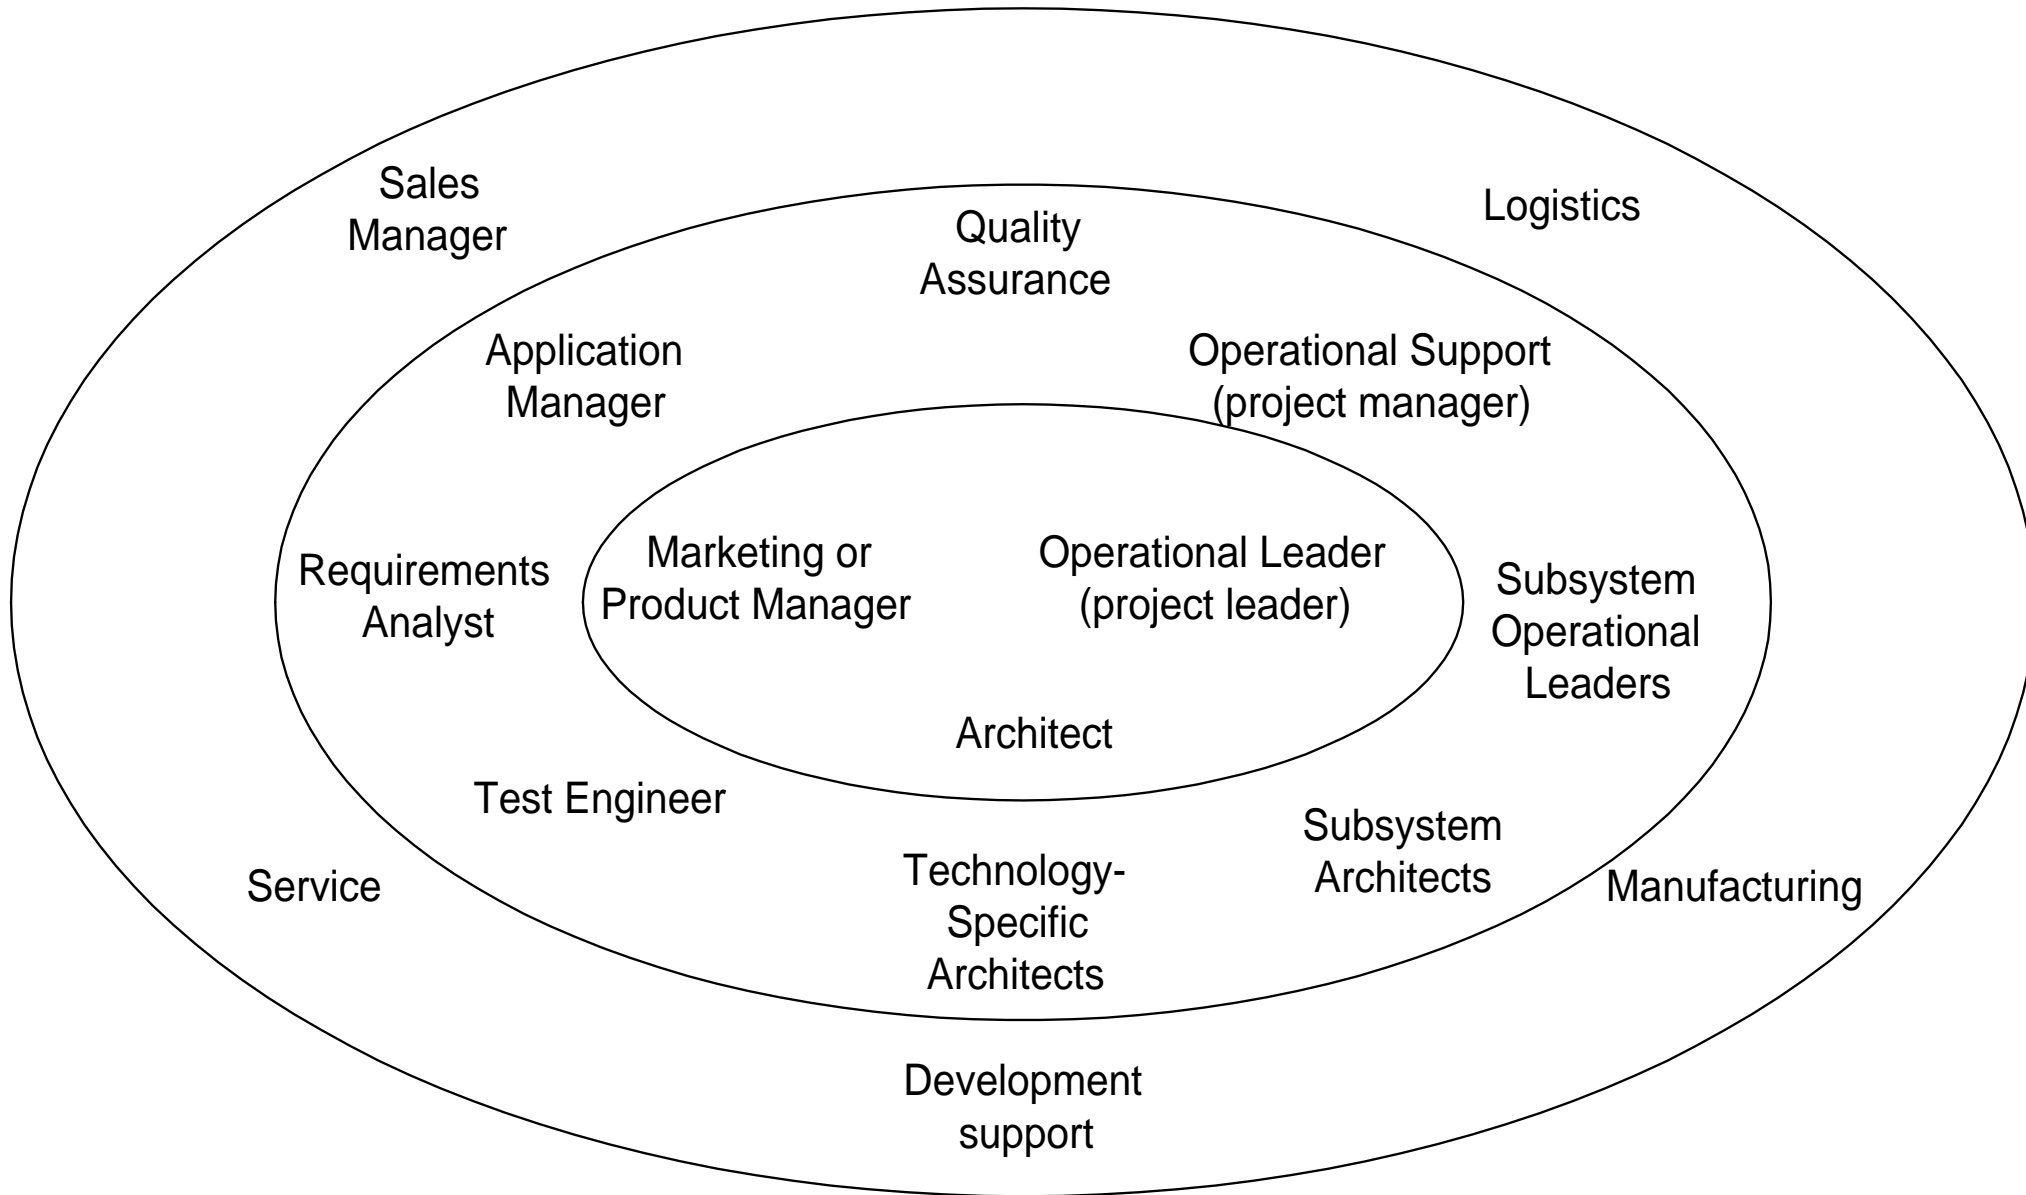 Sales
Manager
Logistics
Quality
Assurance
Application
Manager
Operational Support
(project manager)
Marketing or
Product Manager
Operational Leader
(project leader)
Requirements
Analyst
Subsystem
Operational
Leaders
Architect
Test Engineer
Subsystem
Architects
Technology-
Specific
Architects
Service
Manufacturing
Development
support